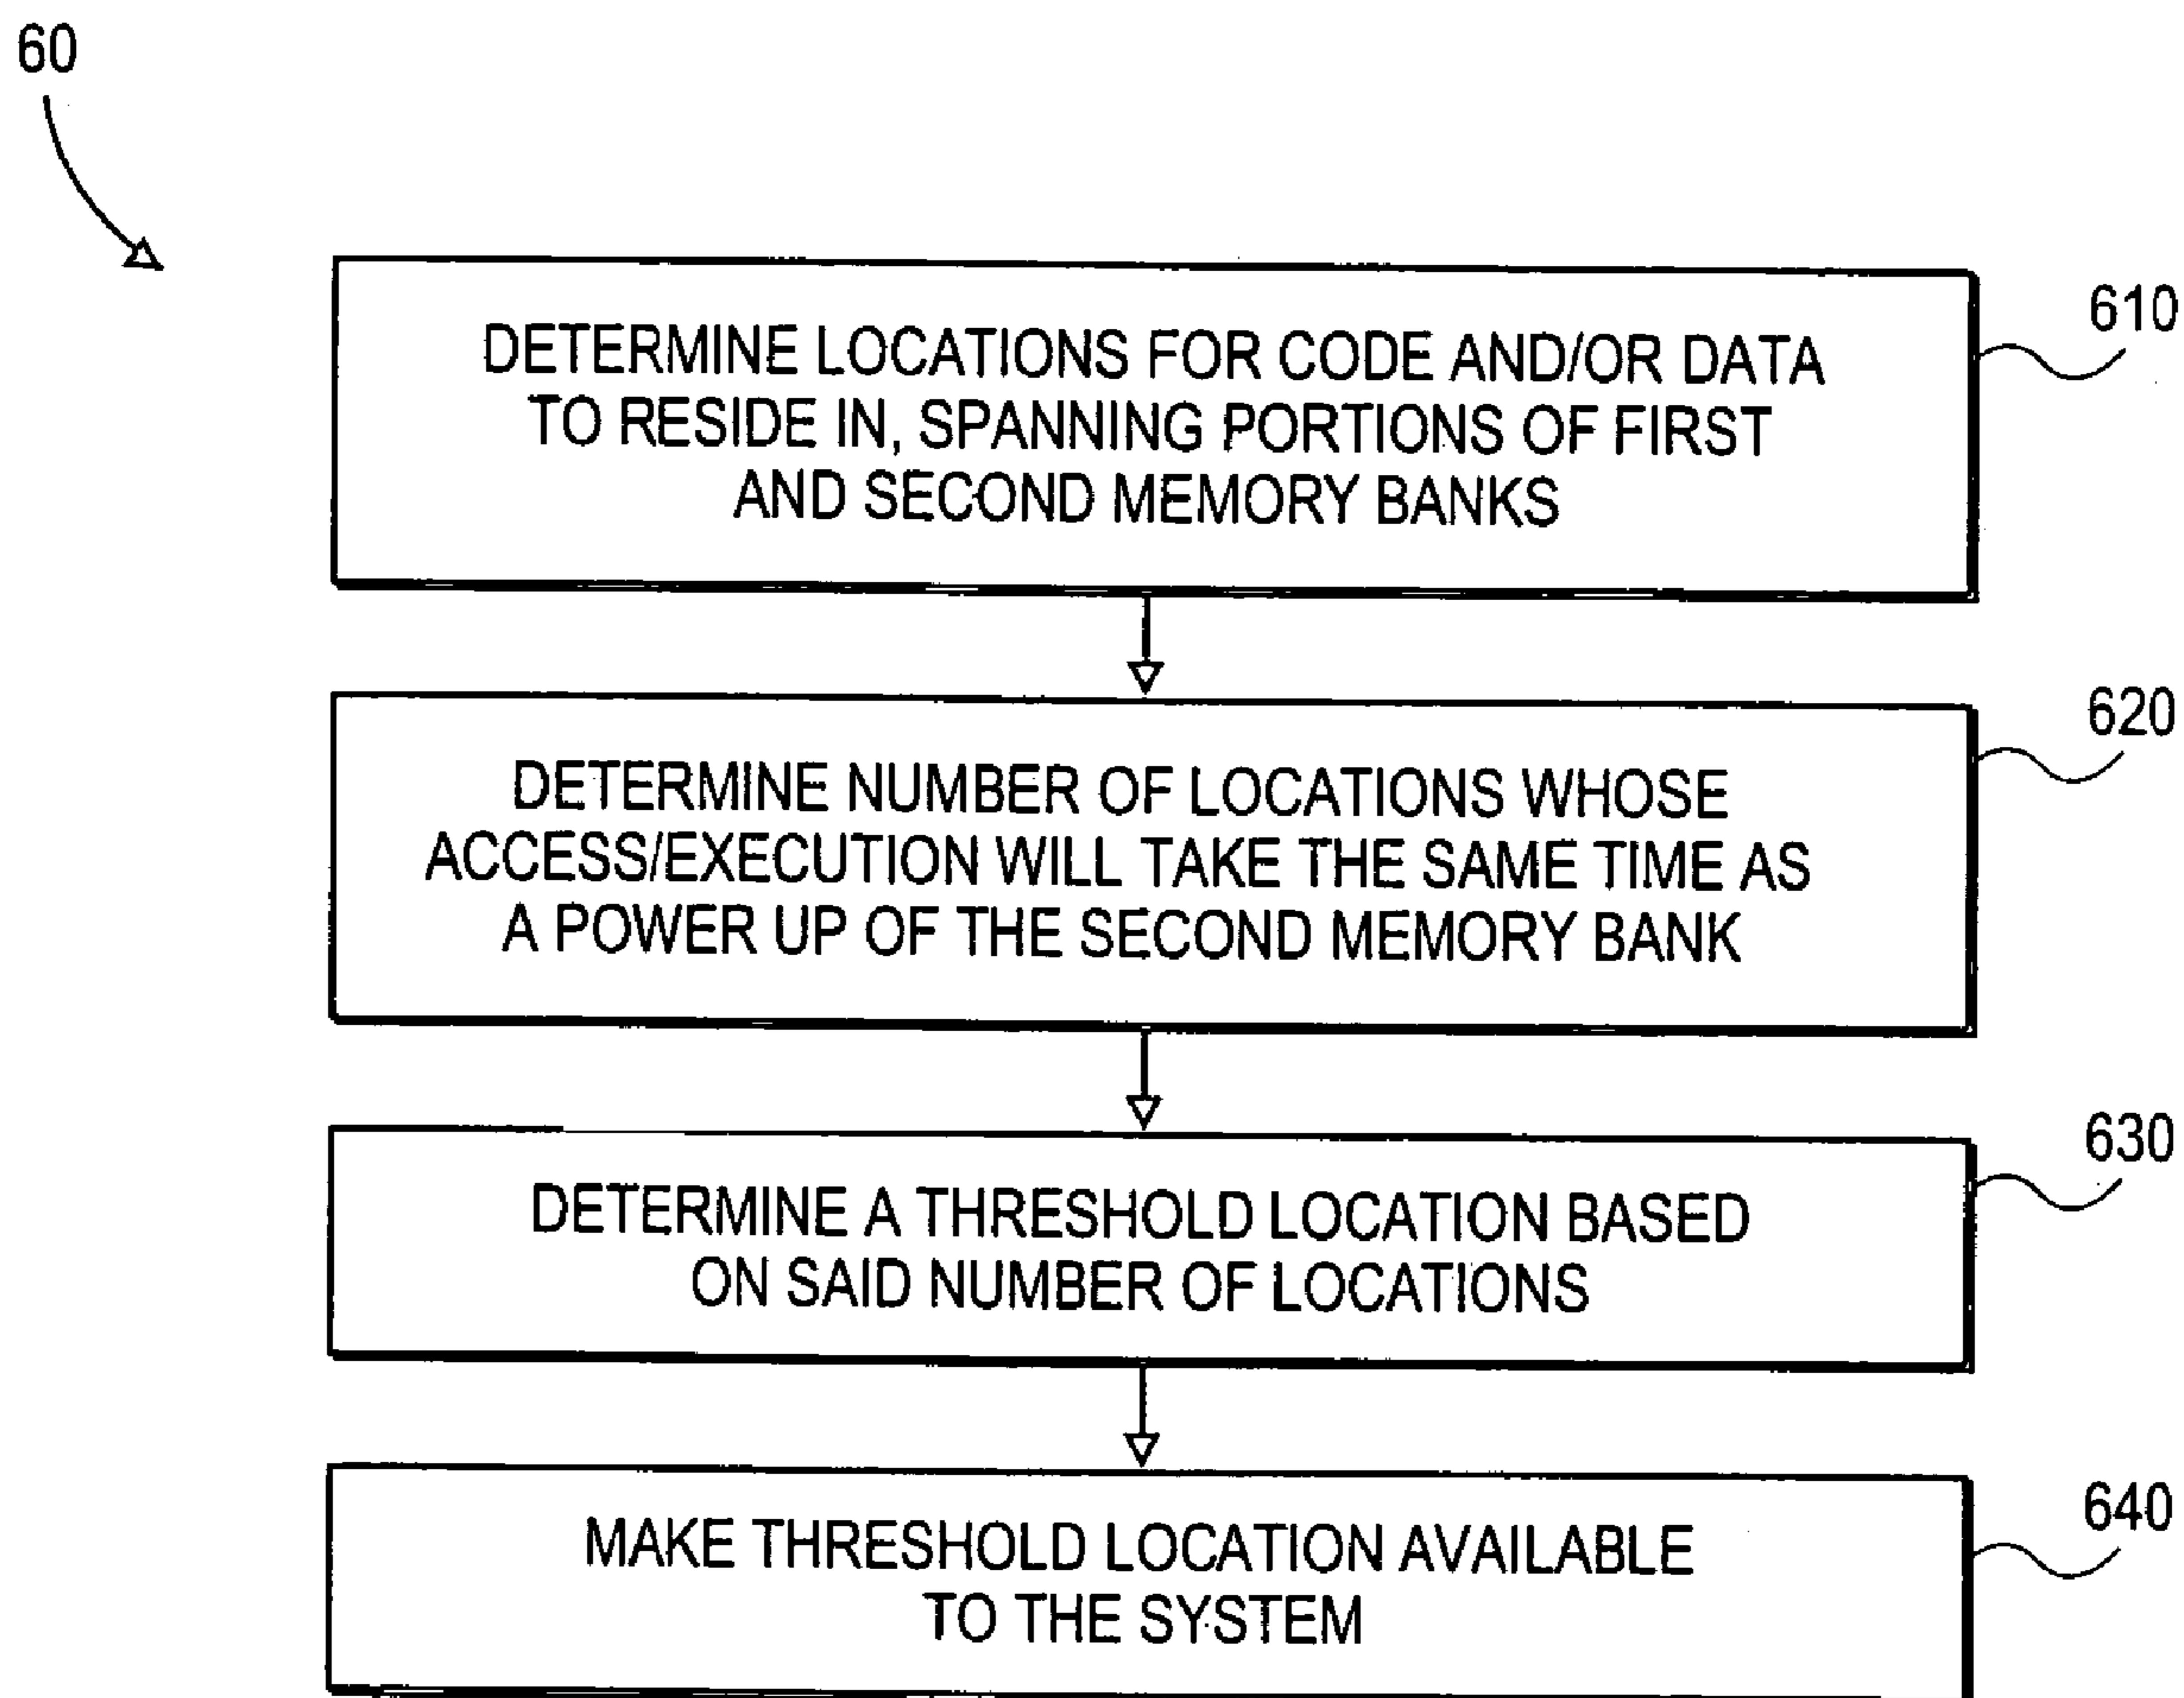 60
610
DETERMINE LOCATIONS FOR CODE AND/OR DATA
TO RESIDE IN, SPANNING PORTIONS OF FIRST
AND SECOND MEMORY BANKS
620
DETERMINE NUMBER OF LOCATIONS WHOSE
ACCESS/EXECUTION WILL TAKE THE SAME TIME AS
A POWER UP OF THE SECOND MEMORY BANK
630
DETERMINE A THRESHOLD LOCATION BASED
ON SAID NUMBER OF LOCATIONS
640
MAKE THRESHOLD LOCATION AVAILABLE
TO THE SYSTEM